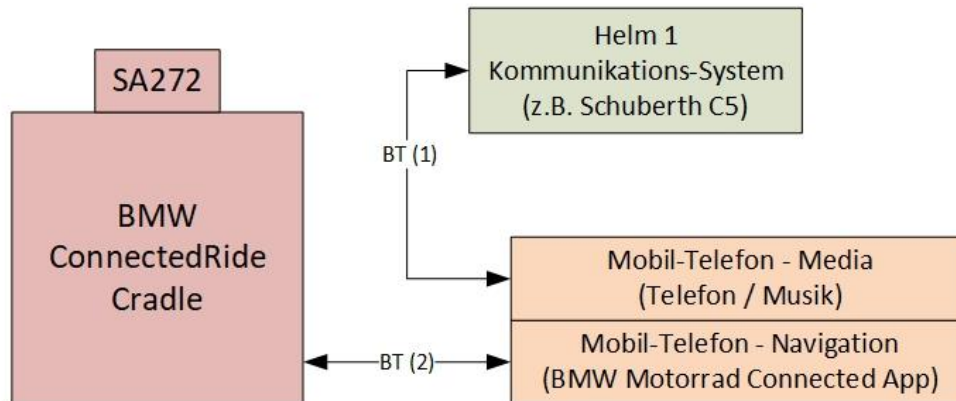 SA272
BMW
ConnectedRide
Cradle
Helm 1
Kommunikations-System
(z.B. Schuberth C5)
BT (1)
Mobil-Telefon - Media
(Telefon / Musik)
BT (2)
Mobil-Telefon - Navigation
(BMW Motorrad Connected App)